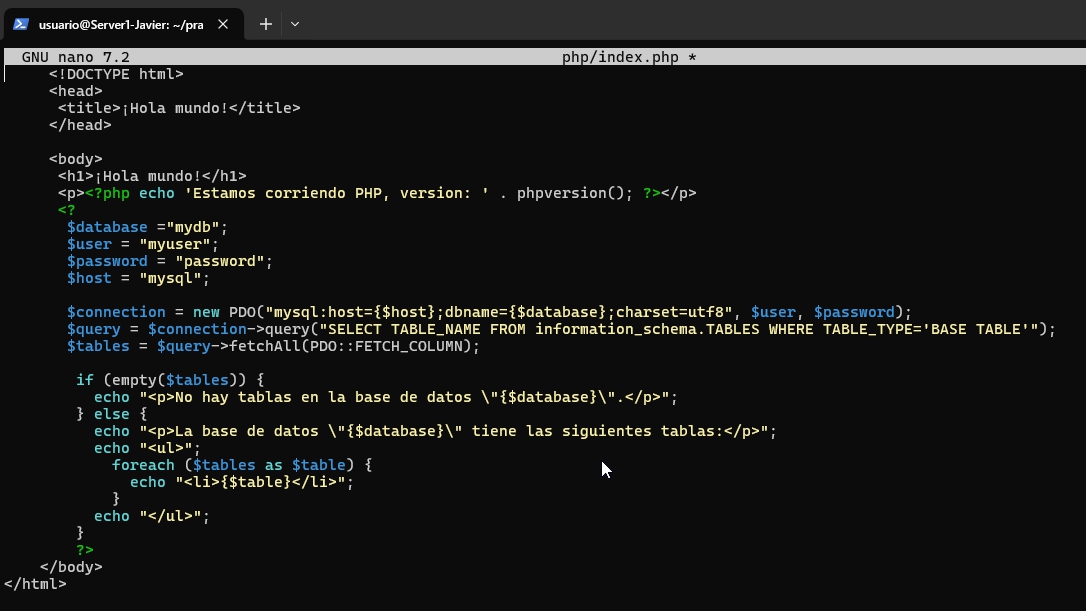 usuario@Server1-Javier: ~/pra
GNU nano 7.2 php/index.php *
<!DOCTYPE html>
<head>
<title>¡Hola mundo!</title>
</head>
<body>
<h1>¡Hola mundo!</h1>
<p><?php echo 'Estamos corriendo PHP, version: ' . phpversion(); ?></p>
<?
$database ="mydb";
$user = "myuser";
$password = "password";
$host = "mysql";
$connection = new PDO("mysql:host={$host};dbname={$database};charset=utf8", $user, $password);
$query = $connection->query("SELECT TABLE_NAME FROM information_schema.TABLES WHERE TABLE_TYPE='BASE TABLE'");
$tables = $query->fetchAll(PDO::FETCH_COLUMN);
if (empty($tables)) {
echo "<p>No hay tablas en la base de datos \"{$database}\".</p>";
} else {
echo "<p>La base de datos \"{$database}\" tiene las siguientes tablas:</p>";
echo "<ul>";
foreach ($tables as $table) {
echo "<li>{$table}</li>";
}
echo "</ul>";
}
?>
</body>
</html>